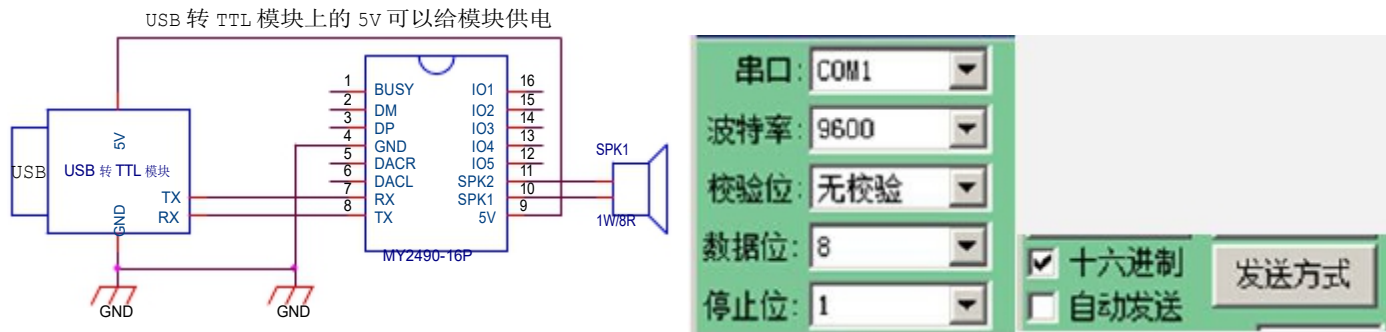 USB 转 TTL 模块上的 5V 可以给模块供电
USB
5V
USB 转 TTL 模块
TX
RX
GND
GND
1 BUSY
2 DM
3 DP
4 GND
5 DACR
6 DACL
7 RX
8 TX
IO1 16
IO2 15
IO3 14
IO4 13
IO5 12
SPK2 11
SPK1 10
5V 9
MY2490-16P
GND
SPK1
1W/8R
串口: COM1
波特率: 9600
校验位: 无校验
数据位: 8
停止位: 1
十六进制
自动发送
发送方式